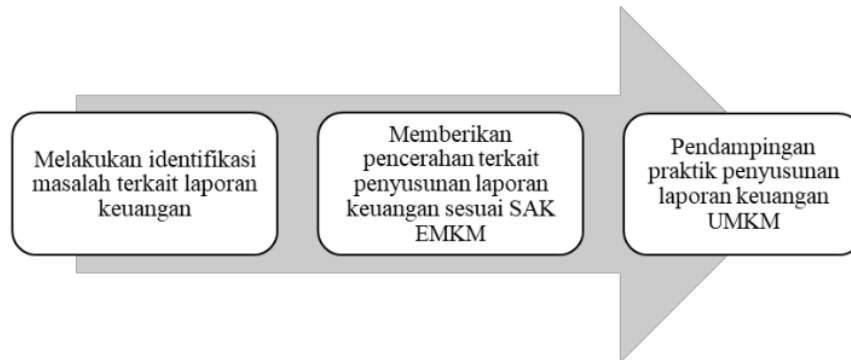 Melakukan identifikasi
masalah terkait laporan
keuangan
Memberikan
pencerahan terkait
penyusunan laporan
keuangan sesuai SAK
EMKM
Pendampingan
praktik penyusunan
laporan keuangan
UMKM